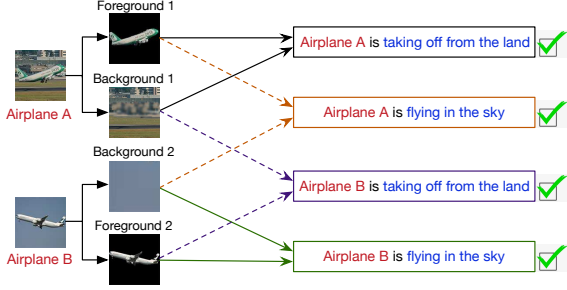 Foreground 1
Airplane A is taking off from the land
Background 1
Airplane A
Airplane A is flying in the sky
Background 2
Airplane B is taking off from the land
Foreground 2
Airplane B
Airplane B is flying in the sky